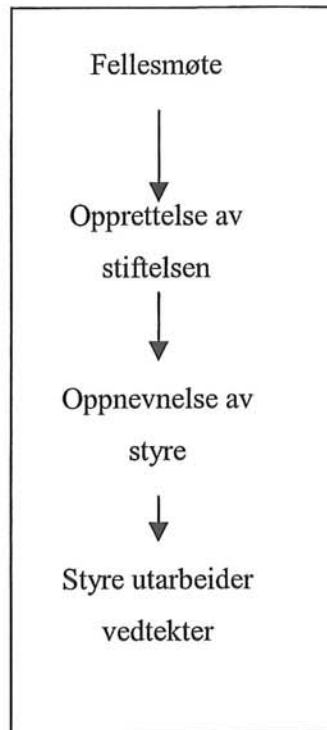 Fellesmøte
Opprettelse av
stiftelsen
Oppnevnelse av
styre
Styre utarbeider
vedtekter